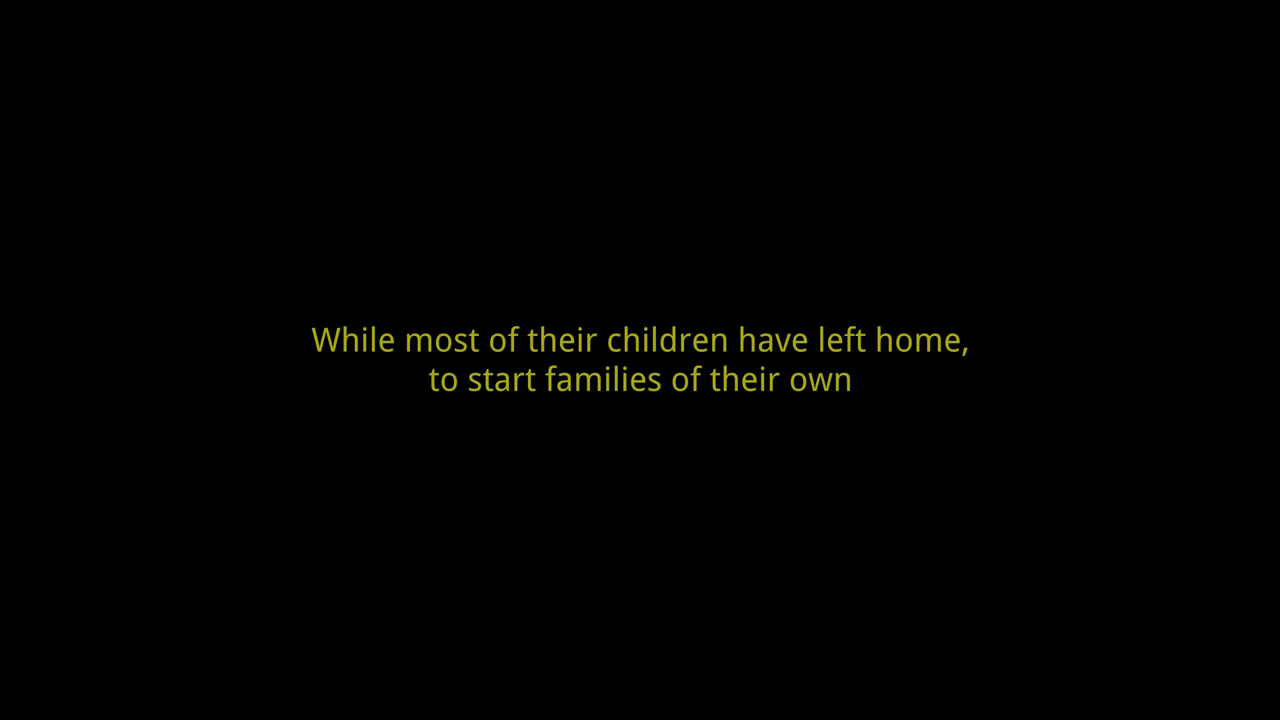 While most of their children have left home,
to start families of their own